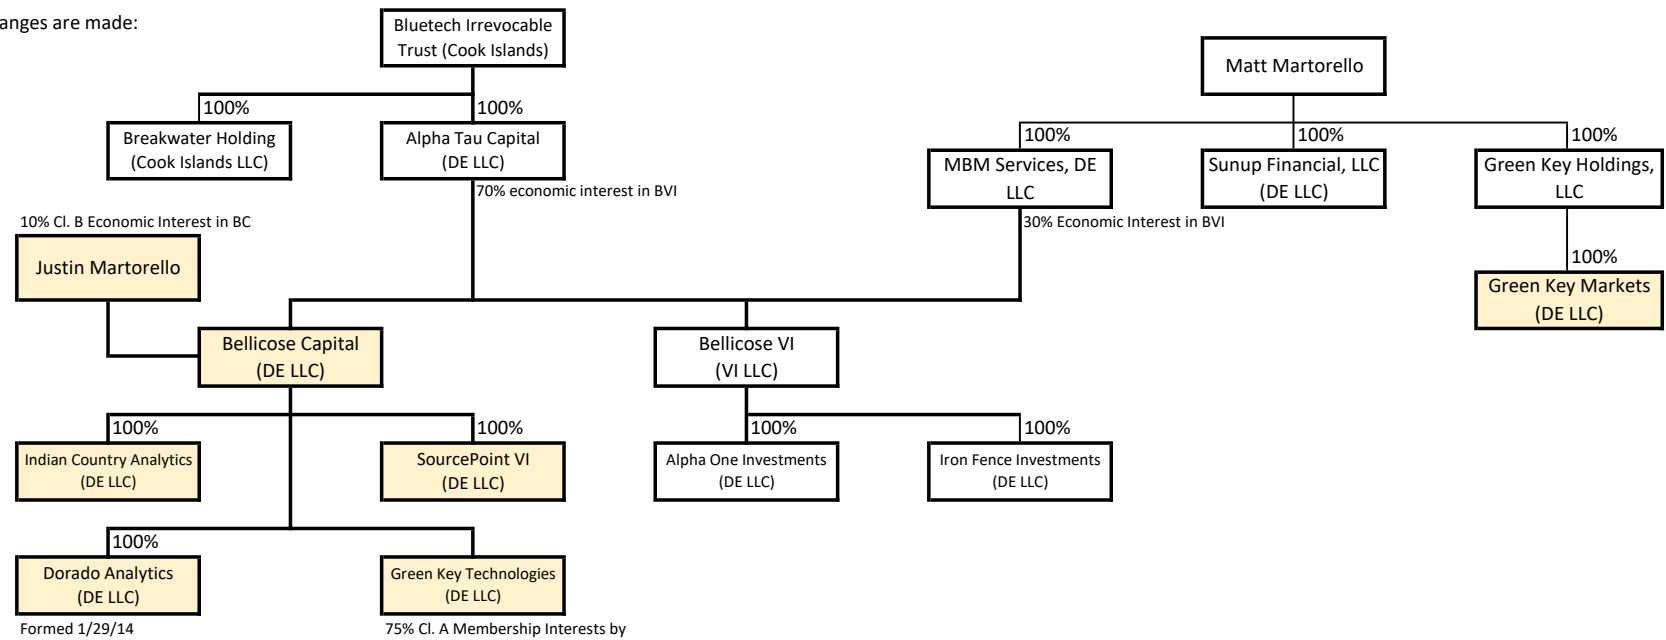 anges are made:
Bluetech Irrevocable
Trust (Cook Islands)
Matt Martorello
100%
100%
Breakwater Holding
(Cook Islands LLC)
Alpha Tau Capital
(DE LLC)
70% economic interest in BVI
100%
100%
100%
MBM Services, DE
LLC
Sunup Financial, LLC
(DE LLC)
Green Key Holdings,
LLC
30% Economic Interest in BVI
10% Cl. B Economic Interest in BC
Justin Martorello
100%
Green Key Markets
(DE LLC)
Bellicose Capital
(DE LLC)
Bellicose VI
(VI LLC)
100%
100%
100%
100%
Indian Country Analytics
(DE LLC)
SourcePoint VI
(DE LLC)
Alpha One Investments
(DE LLC)
Iron Fence Investments
(DE LLC)
100%
Dorado Analytics
(DE LLC)
Green Key Technologies
(DE LLC)
Formed 1/29/14
75% Cl. A Membership Interests by